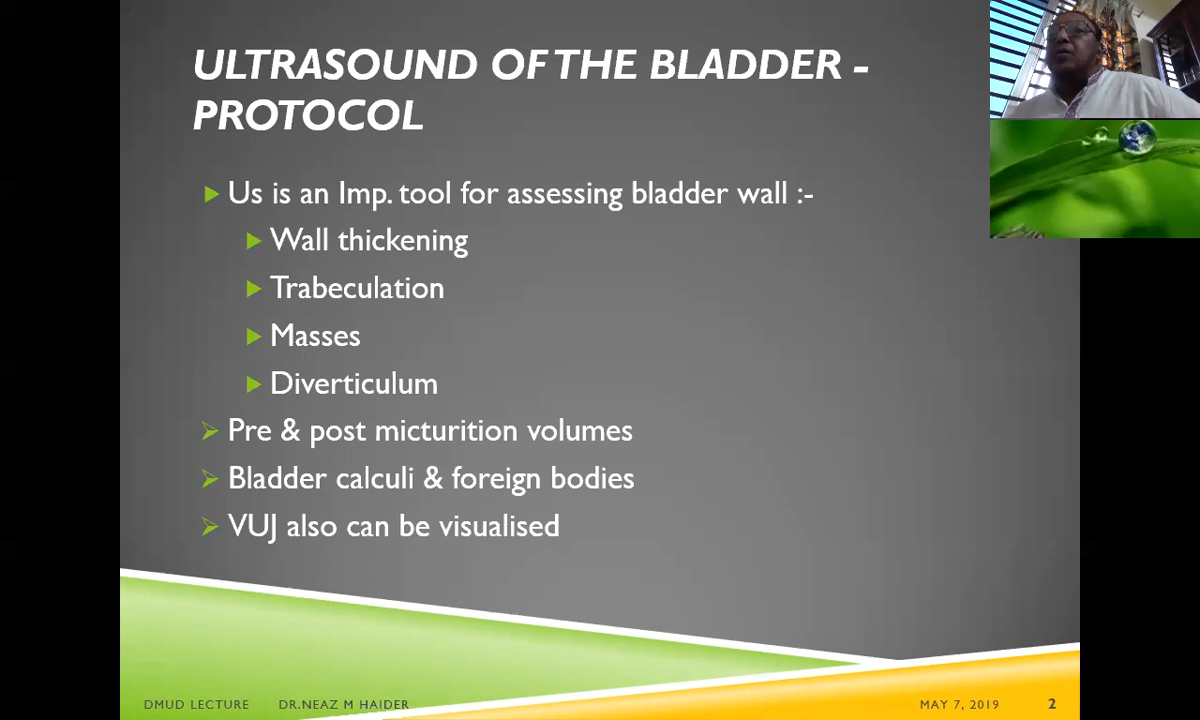 ULTRASOUND OF THE BLADDER -
PROTOCOL
Us is an Imp. tool for assessing bladder wall :-
Wall thickening
Trabeculation
Masses
Diverticulum
Pre & post micturition volumes
Bladder calculi & foreign bodies
VUJ also can be visualised
DMUD LECTURE DR.NEAZ M HAIDER MAY 7, 2019 2